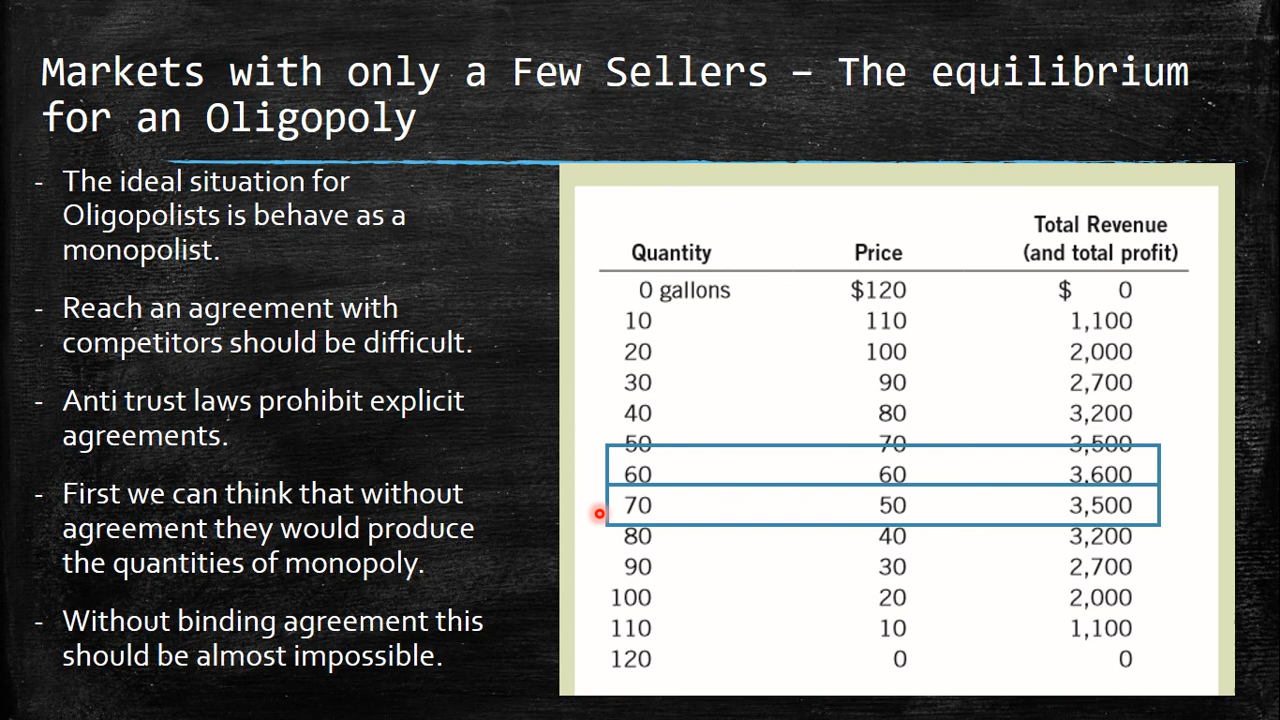 Markets with only a Few Sellers – The equilibrium
for an Oligopoly
- The ideal situation for
Oligopolists is behave as a
monopolist.
- Reach an agreement with
competitors should be difficult.
- Anti trust laws prohibit explicit
agreements.
- First we can think that without
agreement they would produce
the quantities of monopoly.
- Without binding agreement this
should be almost impossible.
Total Revenue
Quantity Price (and total profit)
0 gallons $120 $ 0
10 110 1,100
20 100 2,000
30 90 2,700
40 80 3,200
50 70 3,500
60 60 3,600
70 50 3,500
80 40 3,200
90 30 2,700
100 20 2,000
110 10 1,100
120 0 0